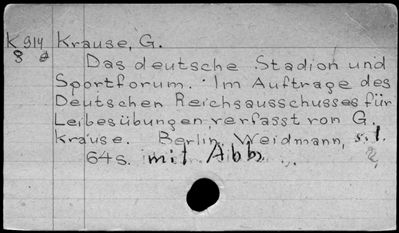 K 914 Krause, G.
8° Das deutsche Stadion und
Sportforum. Im Auftrage des
Deutschen Reichsausschusses für
Leibesübungen verfasst von G.
Krause. Berlin, Weidmann, s.t.
64 s. mit Abb.